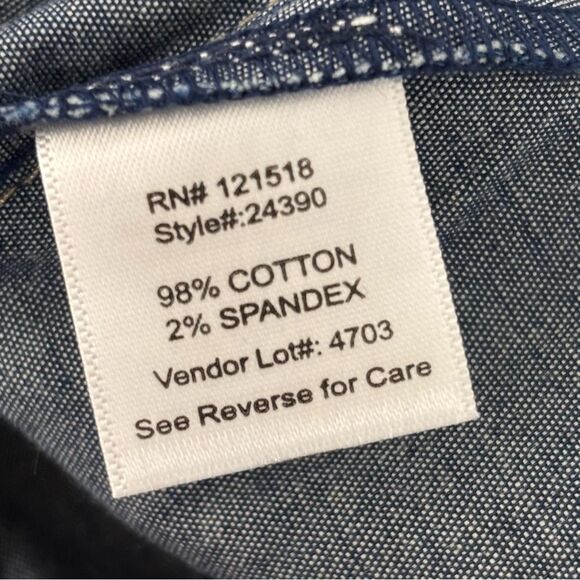 RN# 121518
Style#:24390
98% COTTON
2% SPANDEX
Vendor Lot#: 4703
See Reverse for Care